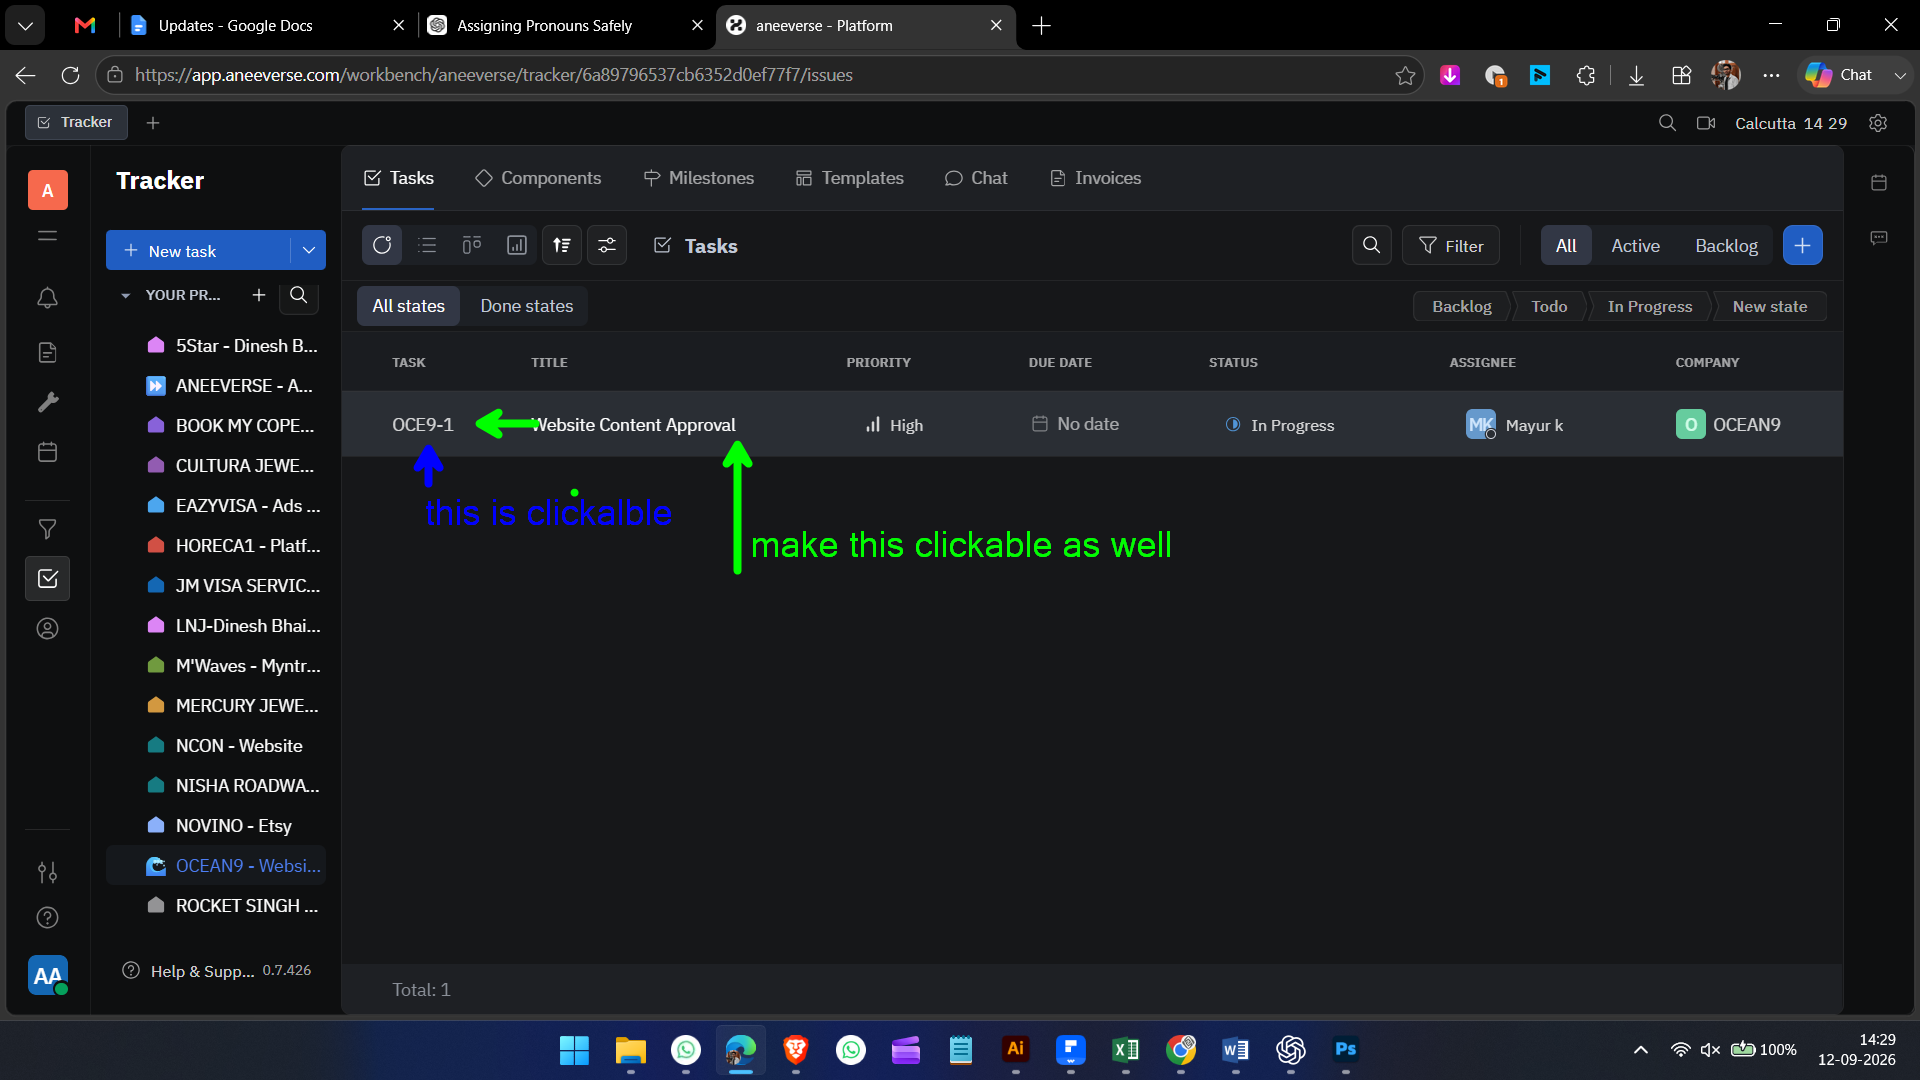 Updates - Google Docs
Assigning Pronouns Safely
aneeverse - Platform
https://app.aneeverse.com/workbench/aneeverse/tracker/6a89796537cb6352d0ef77f7/issues
1
Chat
Tracker
Calcutta 14 29
A
Tracker
Tasks
Components
Milestones
Templates
Chat
Invoices
New task
Tasks
Filter
All
Active
Backlog
YOUR PR...
All states
Done states
Backlog
Todo
In Progress
New state
5Star - Dinesh B...
ANEEVERSE - A...
BOOK MY COPE...
CULTURA JEWE...
EAZYVISA - Ads ...
HORECA1 - Platf...
JM VISA SERVIC...
LNJ-Dinesh Bhai...
M'Waves - Myntr...
MERCURY JEWE...
NCON - Website
NISHA ROADWA...
NOVINO - Etsy
OCEAN9 - Websi...
ROCKET SINGH ...
TASK
TITLE
PRIORITY
DUE DATE
STATUS
ASSIGNEE
COMPANY
OCE9-1
Website Content Approval
High
No date
In Progress
MK
Mayur k
O
OCEAN9
this is clickalble
make this clickable as well
AA
Help & Supp... 0.7.426
Total: 1
Ai
Ps
100%
14:29
12-09-2026